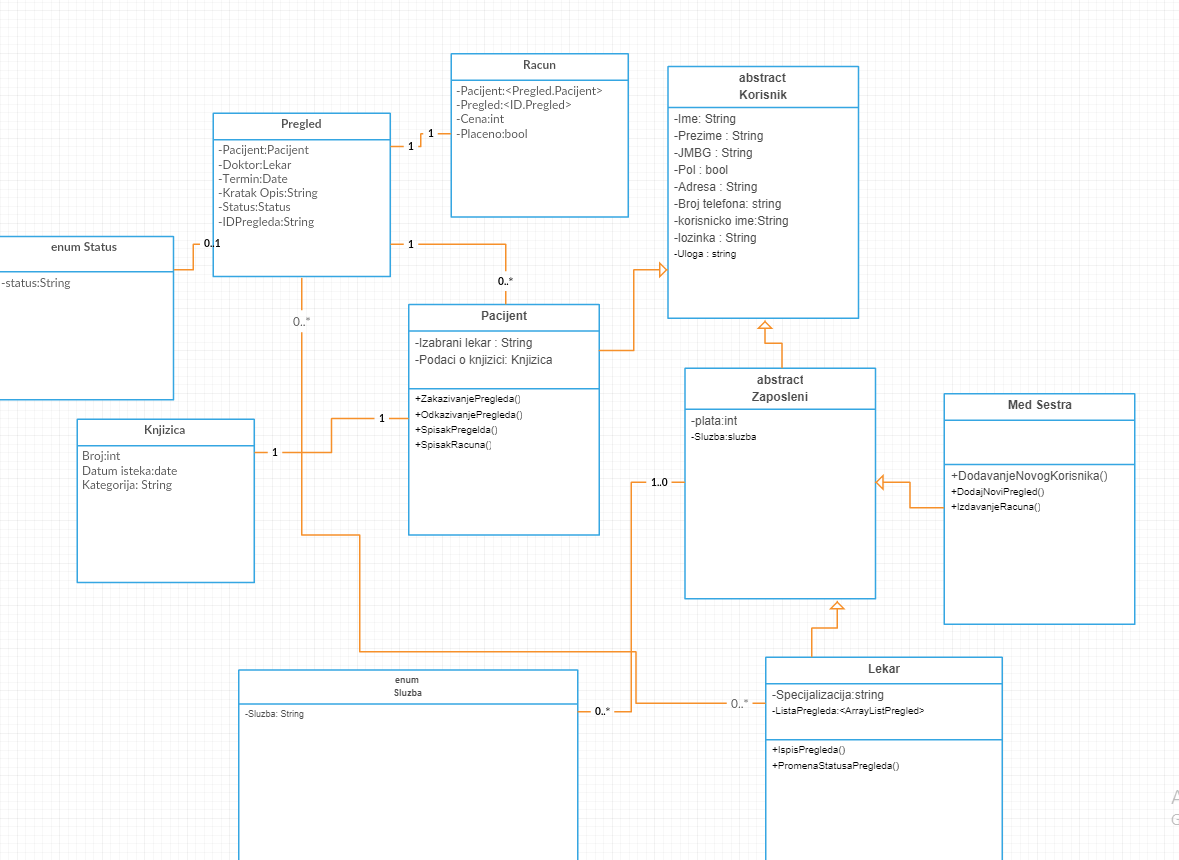 Racun
-Pacijent:<Pregled.Pacijent>
-Pregled:<ID.Pregled>
-Cena:int
-Placeno:bool
abstract
Korisnik
-Ime: String
-Prezime : String
-JMBG : String
-Pol : bool
-Adresa : String
-Broj telefona: string
-korisnicko ime:String
-lozinka : String
-Uloga : string
Pregled
-Pacijent:Pacijent
-Doktor:Lekar
-Termin:Date
-Kratak Opis:String
-Status:Status
-IDPregleda:String
1
1
enum Status
-status:String
0..1
1
0..*
0..*
Pacijent
-Izabrani lekar : String
-Podaci o knjizici: Knjizica
+ZakazivanjePregleda()
+OdkazivanjePregleda()
+SpisakPregelda()
+SpisakRacuna()
abstract
Zaposleni
-plata:int
-Sluzba:sluzba
Med Sestra
+DodavanjeNovogKorisnika()
+DodajNoviPregled()
+IzdavanjeRacuna()
Knjizica
Broj:int
Datum isteka:date
Kategorija: String
1
1
1..0
enum
Sluzba
-Sluzba: String
0..*
0..*
Lekar
-Specijalizacija:string
-ListaPregleda:<ArrayListPregled>
+IspisPregleda()
+PromenaStatusaPregleda()